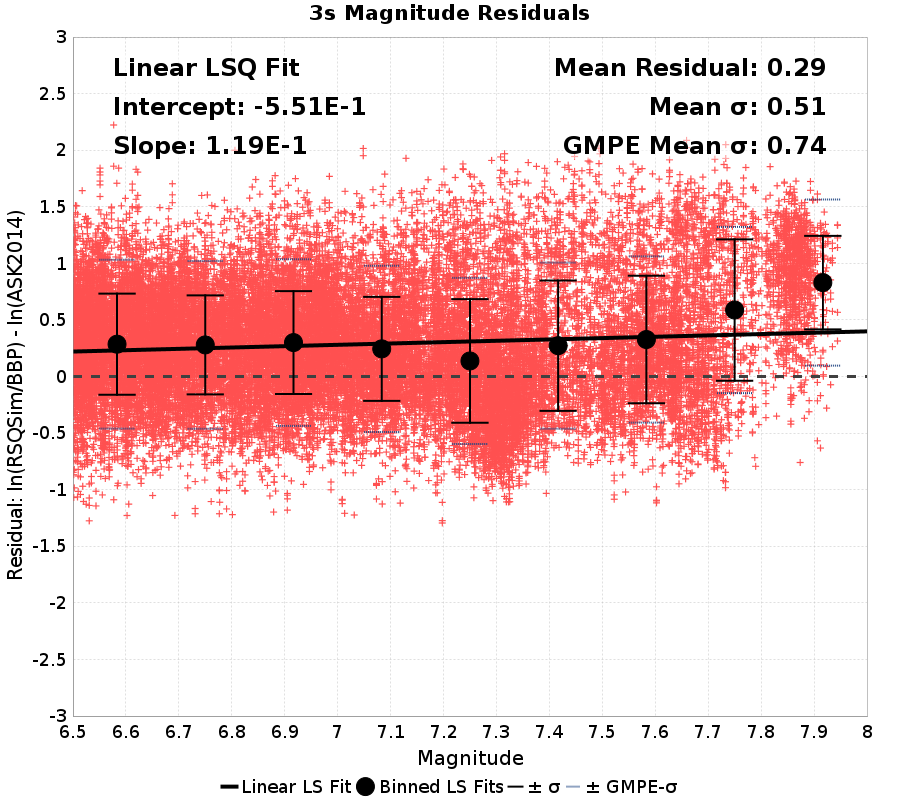 3s Magnitude Residuals
Linear LSQ Fit
Intercept: -5.51E-1
Slope: 1.19E-1
Mean Residual: 0.29
Mean σ: 0.51
GMPE Mean σ: 0.74
Residual: ln(RSQSim/BBP) - ln(ASK2014)
3
2.5
2
1.5
1
0.5
0
-0.5
-1
-1.5
-2
-2.5
-3
6.5 6.6 6.7 6.8 6.9 7 7.1 7.2 7.3 7.4 7.5 7.6 7.7 7.8 7.9 8
Magnitude
Linear LS Fit Binned LS Fits ± σ ± GMPE-σ